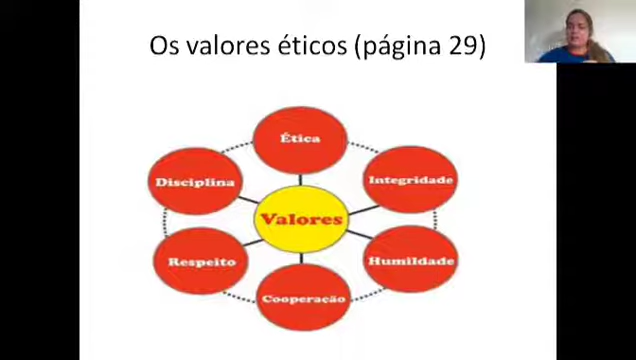 Os valores éticos (página 29)
Ética
Disciplina
Integridade
Valores
Respeito
Humildade
Cooperação